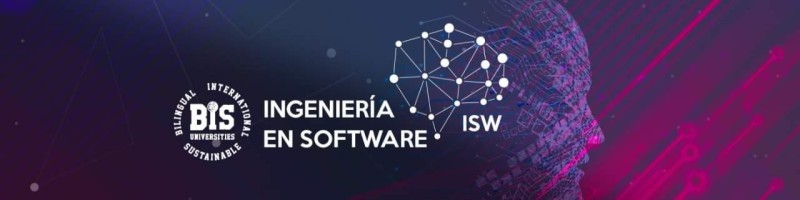 BILINGUAL INTERNATIONAL
BIS
UNIVERSITIES
SUSTAINABLE
INGENIERÍA
EN SOFTWARE
ISW